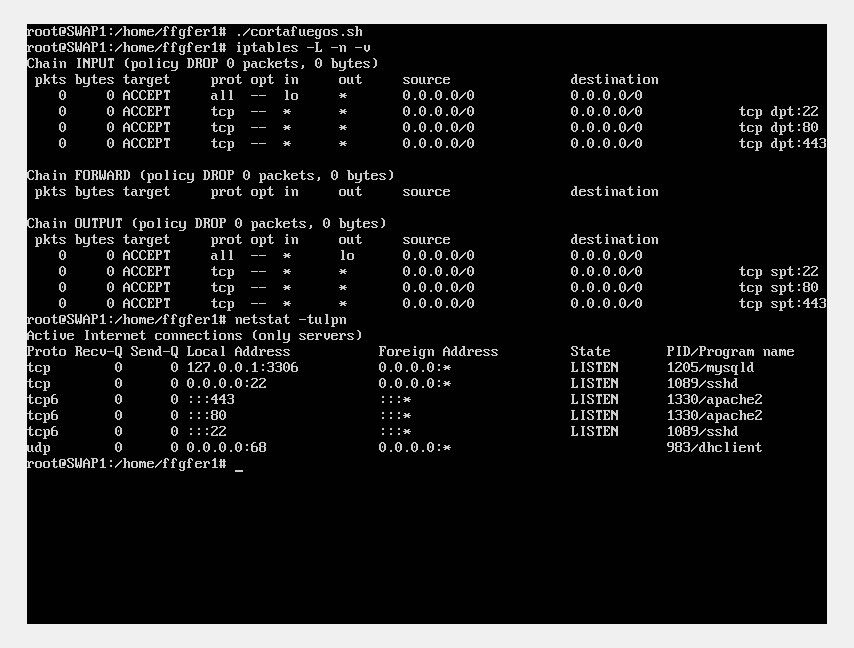 root@SWAP1:/home/ffgfer1# ./cortafuegos.sh
root@SWAP1:/home/ffgfer1# iptables -L -n -v
Chain INPUT (policy DROP 0 packets, 0 bytes)
 pkts bytes target     prot opt in     out     source               destination
    0     0 ACCEPT     all  --  lo     *       0.0.0.0/0            0.0.0.0/0
    0     0 ACCEPT     tcp  --  *      *       0.0.0.0/0            0.0.0.0/0            tcp dpt:22
    0     0 ACCEPT     tcp  --  *      *       0.0.0.0/0            0.0.0.0/0            tcp dpt:80
    0     0 ACCEPT     tcp  --  *      *       0.0.0.0/0            0.0.0.0/0            tcp dpt:443
Chain FORWARD (policy DROP 0 packets, 0 bytes)
 pkts bytes target     prot opt in     out     source               destination
Chain OUTPUT (policy DROP 0 packets, 0 bytes)
 pkts bytes target     prot opt in     out     source               destination
    0     0 ACCEPT     all  --  *      lo      0.0.0.0/0            0.0.0.0/0
    0     0 ACCEPT     tcp  --  *      *       0.0.0.0/0            0.0.0.0/0            tcp spt:22
    0     0 ACCEPT     tcp  --  *      *       0.0.0.0/0            0.0.0.0/0            tcp spt:80
    0     0 ACCEPT     tcp  --  *      *       0.0.0.0/0            0.0.0.0/0            tcp spt:443
root@SWAP1:/home/ffgfer1# netstat -tulpn
Active Internet connections (only servers)
Proto Recv-Q Send-Q Local Address           Foreign Address         State       PID/Program name
tcp        0      0 127.0.0.1:3306          0.0.0.0:*               LISTEN      1205/mysqld
tcp        0      0 0.0.0.0:22              0.0.0.0:*               LISTEN      1089/sshd
tcp6       0      0 :::443                  :::*                    LISTEN      1330/apache2
tcp6       0      0 :::80                   :::*                    LISTEN      1330/apache2
tcp6       0      0 :::22                   :::*                    LISTEN      1089/sshd
udp        0      0 0.0.0.0:68              0.0.0.0:*                           983/dhclient
root@SWAP1:/home/ffgfer1# _